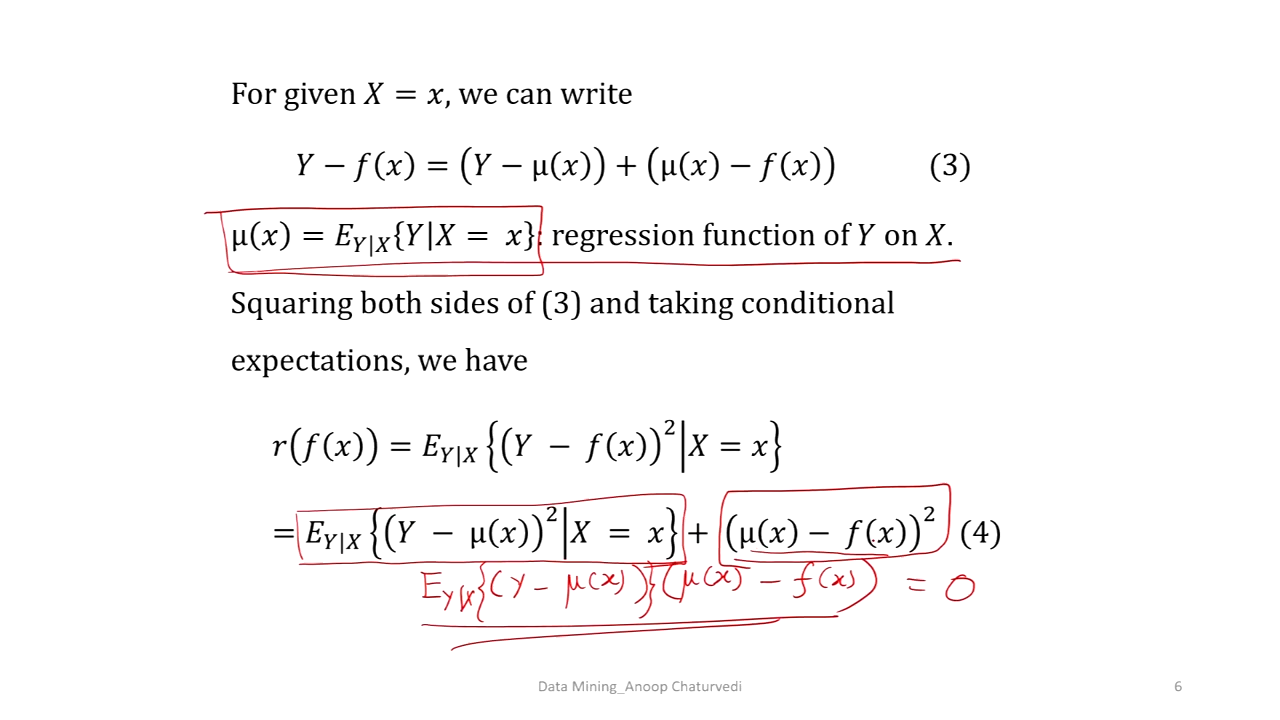 For given X = x, we can write
Y − f(x) = (Y − μ(x)) + (μ(x) − f(x)) (3)
μ(x) = E_{Y|X}{Y|X = x}: regression function of Y on X.
Squaring both sides of (3) and taking conditional
expectations, we have
r(f(x)) = E_{Y|X}{(Y − f(x))²|X = x}
= E_{Y|X}{(Y − μ(x))²|X = x} + (μ(x) − f(x))² (4)
E_{Y|X}{(Y − μ(x))}(μ(x) − f(x)) = 0
Data Mining_Anoop Chaturvedi
6